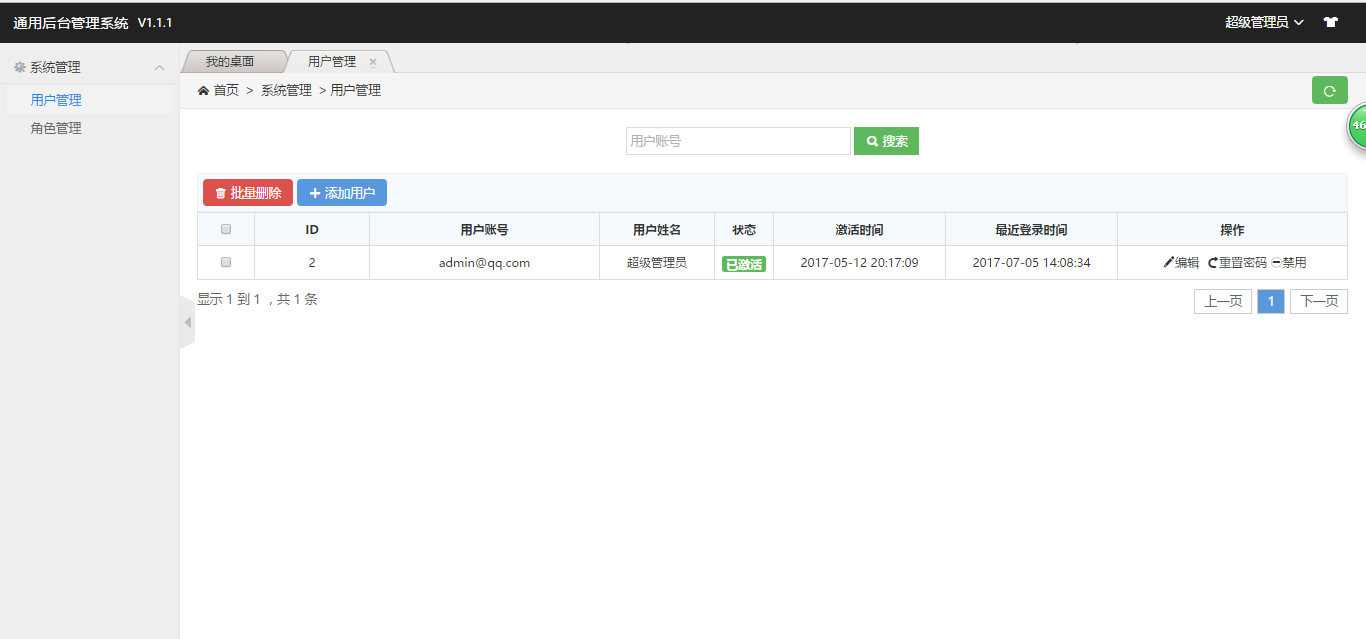 通用后台管理系统 V1.1.1
超级管理员
系统管理
用户管理
角色管理
我的桌面
用户管理 ×
首页 > 系统管理 > 用户管理
46
用户账号
搜索
批量删除
添加用户
ID 用户账号 用户姓名 状态 激活时间 最近登录时间 操作
2 admin@qq.com 超级管理员 已激活 2017-05-12 20:17:09 2017-07-05 14:08:34 编辑 重置密码 禁用
显示 1 到 1 ，共 1 条
上一页 1 下一页